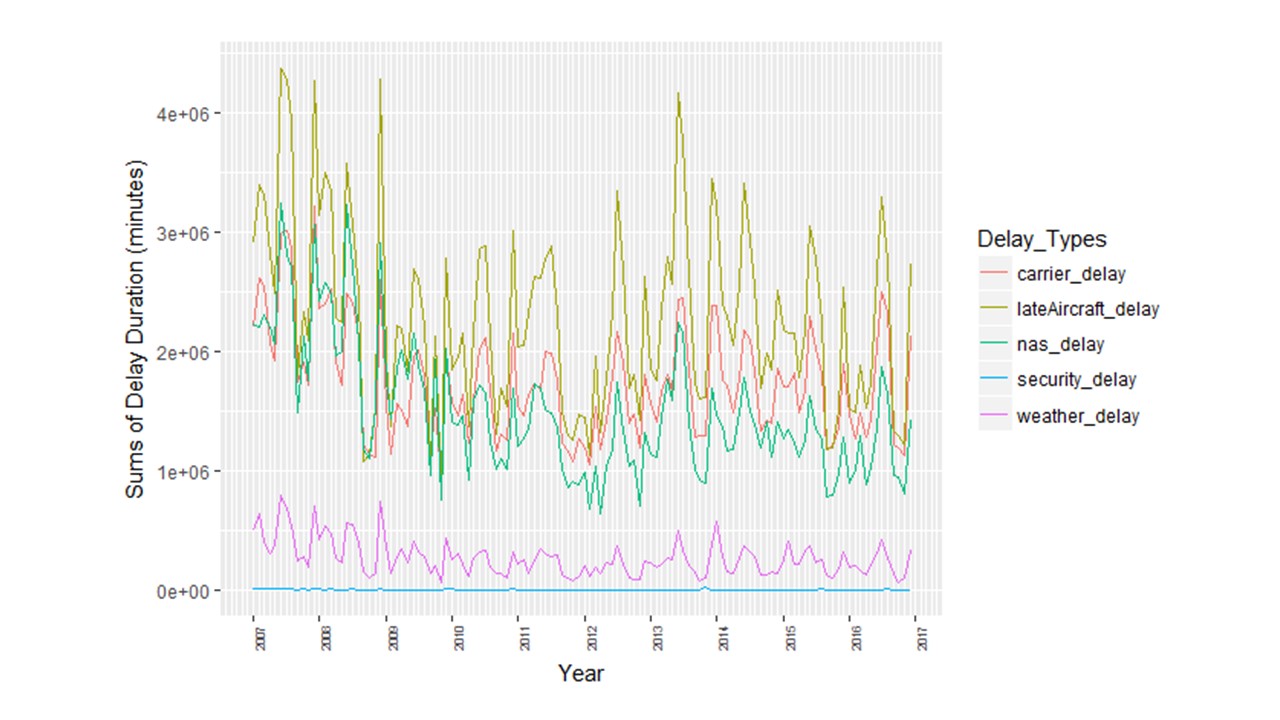 Sums of Delay Duration (minutes)
4e+06
3e+06
2e+06
1e+06
0e+00
2007
2008
2009
2010
2011
2012
2013
2014
2015
2016
2017
Year
Delay_Types
carrier_delay
lateAircraft_delay
nas_delay
security_delay
weather_delay